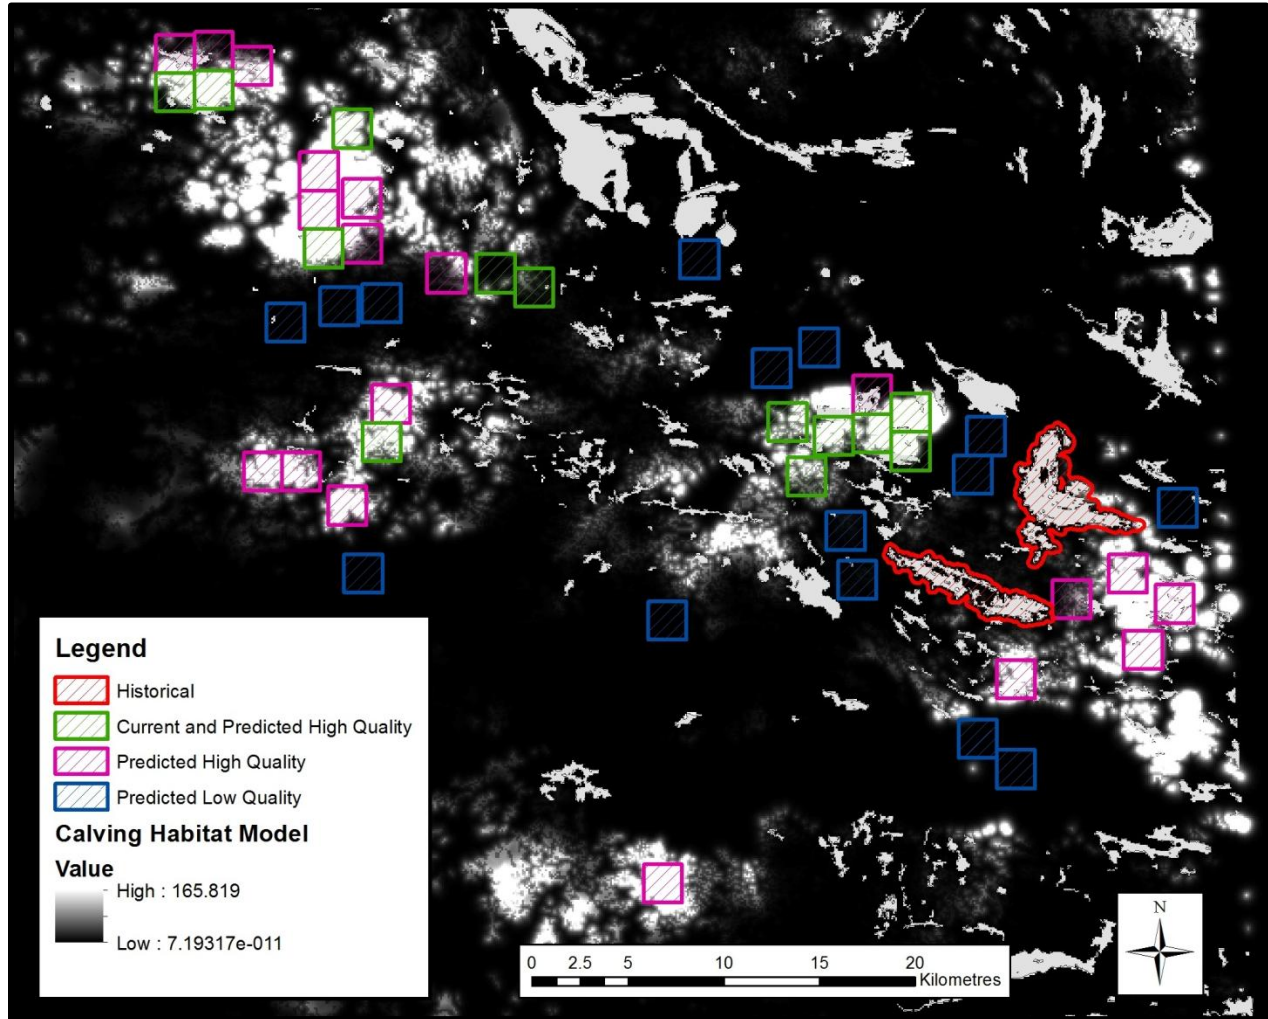 Legend
Historical
Current and Predicted High Quality
Predicted High Quality
Predicted Low Quality
Calving Habitat Model
Value
High : 165.819
Low : 7.19317e-011
0 2.5 5 10 15 20
Kilometres
N